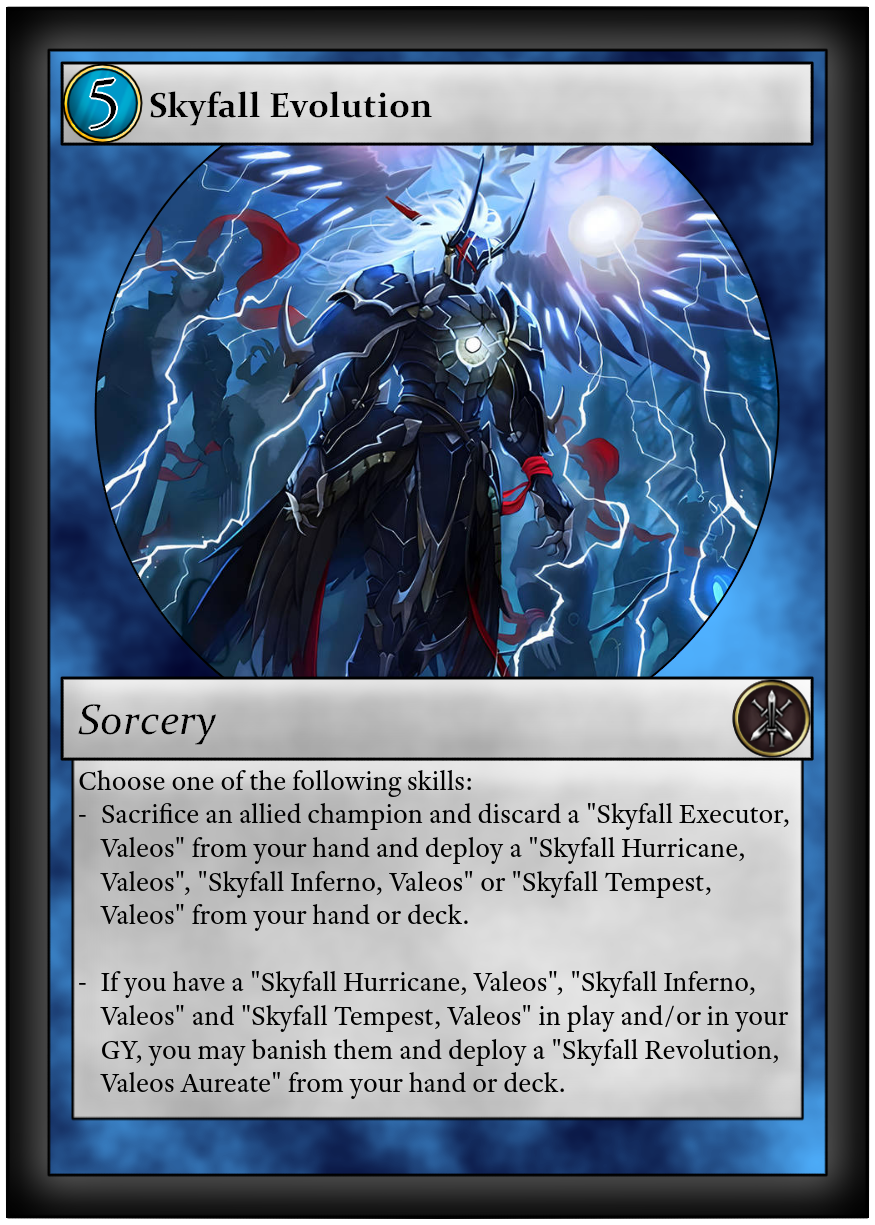 5
Skyfall Evolution
Sorcery
Choose one of the following skills:
- Sacrifice an allied champion and discard a "Skyfall Executor,
Valeos" from your hand and deploy a "Skyfall Hurricane,
Valeos", "Skyfall Inferno, Valeos" or "Skyfall Tempest,
Valeos" from your hand or deck.
- If you have a "Skyfall Hurricane, Valeos", "Skyfall Inferno,
Valeos" and "Skyfall Tempest, Valeos" in play and/or in your
GY, you may banish them and deploy a "Skyfall Revolution,
Valeos Aureate" from your hand or deck.